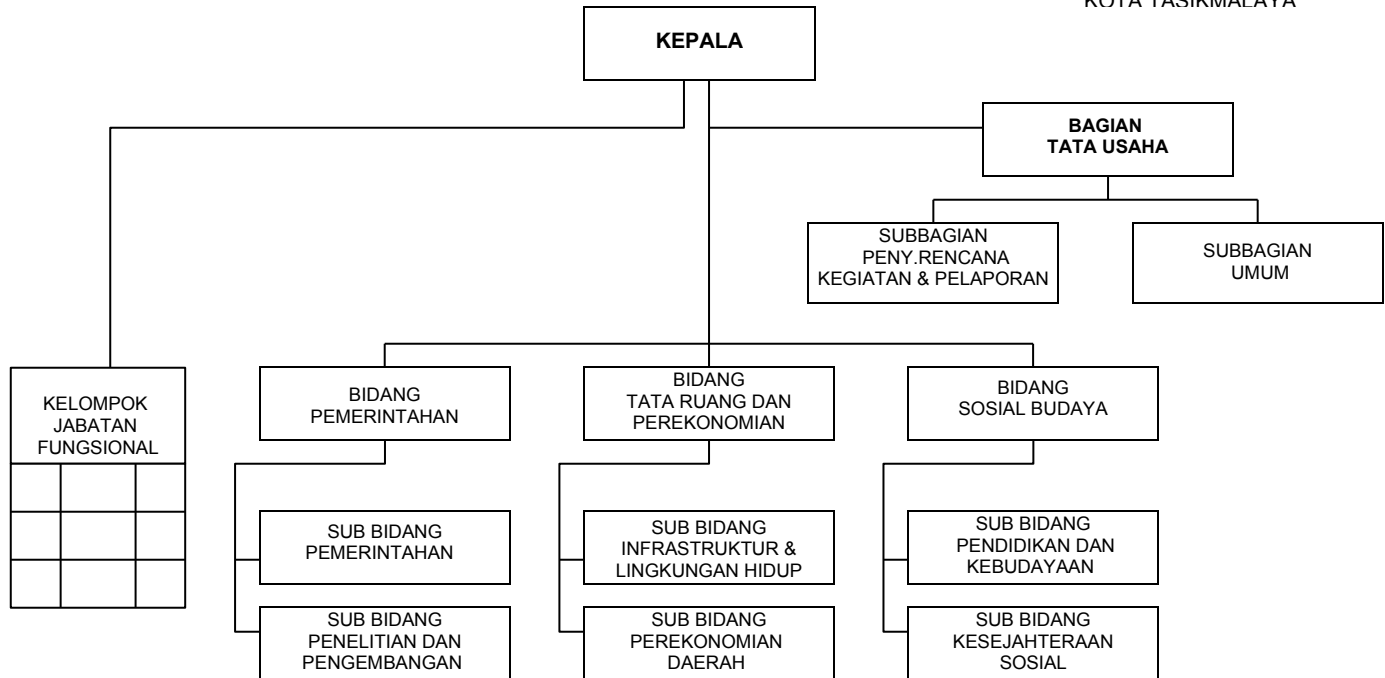 KOTA TASIKMALAYA
KEPALA
BAGIAN
TATA USAHA
SUBBAGIAN
PENY.RENCANA
KEGIATAN & PELAPORAN
SUBBAGIAN
UMUM
KELOMPOK
JABATAN
FUNGSIONAL
BIDANG
PEMERINTAHAN
BIDANG
TATA RUANG DAN
PEREKONOMIAN
BIDANG
SOSIAL BUDAYA
SUB BIDANG
PEMERINTAHAN
SUB BIDANG
INFRASTRUKTUR &
LINGKUNGAN HIDUP
SUB BIDANG
PENDIDIKAN DAN
KEBUDAYAAN
SUB BIDANG
PENELITIAN DAN
PENGEMBANGAN
SUB BIDANG
PEREKONOMIAN
DAERAH
SUB BIDANG
KESEJAHTERAAN
SOSIAL